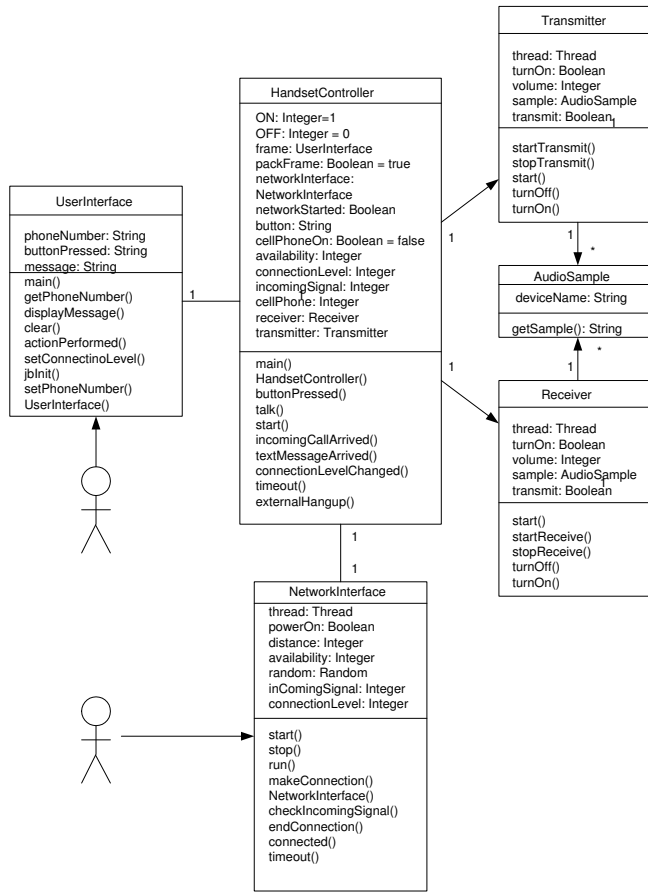 Transmitter
thread: Thread
turnOn: Boolean
volume: Integer
sample: AudioSample
transmit: Boolean
1
startTransmit()
stopTransmit()
start()
turnOff()
turnOn()
HandsetController
ON: Integer=1
OFF: Integer = 0
frame: UserInterface
packFrame: Boolean = true
networkInterface:
NetworkInterface
networkStarted: Boolean
button: String
cellPhoneOn: Boolean = false
availability: Integer
connectionLevel: Integer
incomingSignal: Integer
1
cellPhone: Integer
receiver: Receiver
transmitter: Transmitter
main()
HandsetController()
buttonPressed()
talk()
start()
incomingCallArrived()
textMessageArrived()
connectionLevelChanged()
timeout()
externalHangup()
UserInterface
phoneNumber: String
buttonPressed: String
message: String
main()
getPhoneNumber()
displayMessage()
clear()
actionPerformed()
setConnectinoLevel()
jbInit()
setPhoneNumber()
UserInterface()
1
1
1
*
AudioSample
deviceName: String
getSample(): String
*
1
1
Receiver
thread: Thread
turnOn: Boolean
volume: Integer
sample: AudioSample
1
transmit: Boolean
start()
startReceive()
stopReceive()
turnOff()
turnOn()
1
1
NetworkInterface
thread: Thread
powerOn: Boolean
distance: Integer
availability: Integer
random: Random
inComingSignal: Integer
connectionLevel: Integer
start()
stop()
run()
makeConnection()
NetworkInterface()
checkIncomingSignal()
endConnection()
connected()
timeout()